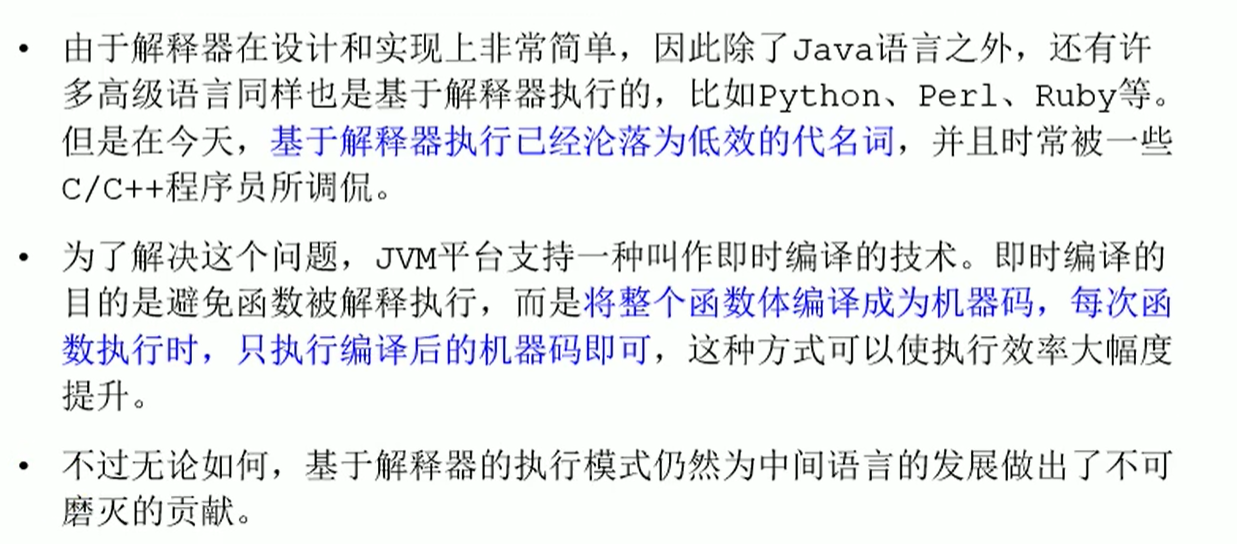 • 由于解释器在设计和实现上非常简单，因此除了Java语言之外，还有许
多高级语言同样也是基于解释器执行的，比如Python、Perl、Ruby等。
但是在今天，基于解释器执行已经沦落为低效的代名词，并且时常被一些
C/C++程序员所调侃。
• 为了解决这个问题，JVM平台支持一种叫作即时编译的技术。即时编译的
目的是避免函数被解释执行，而是将整个函数体编译成为机器码，每次函
数执行时，只执行编译后的机器码即可，这种方式可以使执行效率大幅度
提升。
• 不过无论如何，基于解释器的执行模式仍然为中间语言的发展做出了不可
磨灭的贡献。